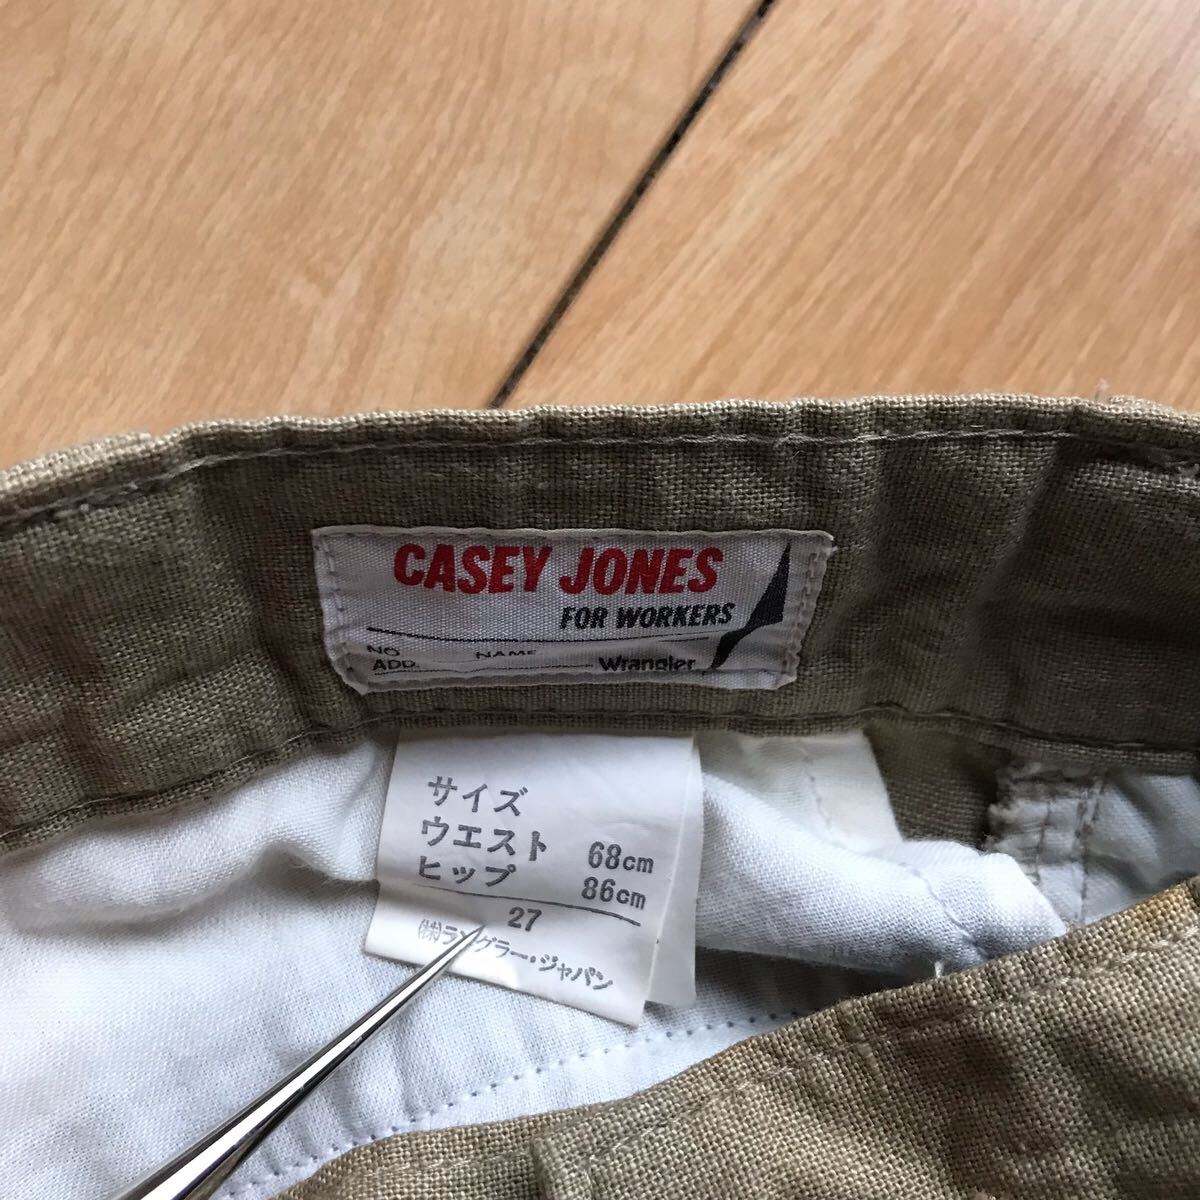 CASEY JONES
FOR WORKERS
NO. NAME
ADD. Wrangler
サイズ
ウエスト 68cm
ヒップ 86cm
27
(株)ラングラー・ジャパン